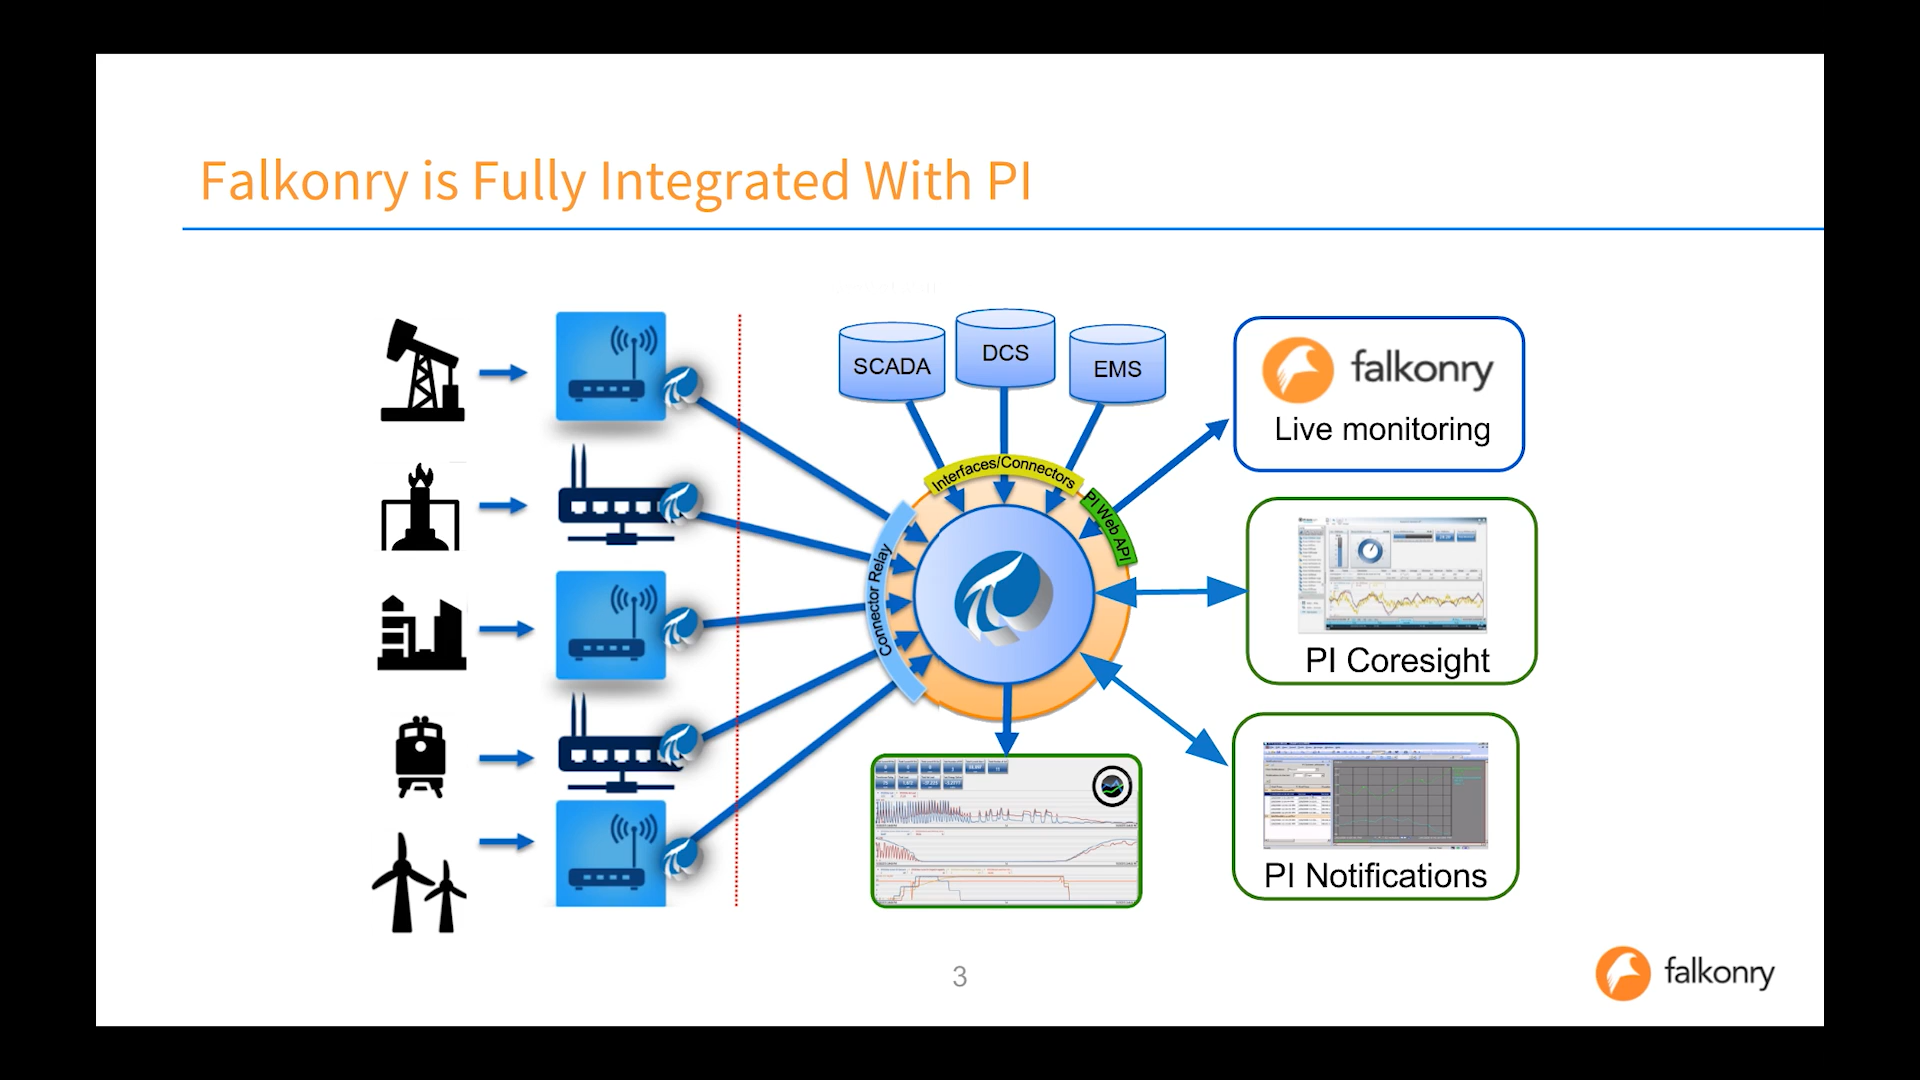 Falkonry is Fully Integrated With PI
SCADA
DCS
EMS
Interfaces/Connectors
PI Web API
Connector Relay
falkonry
Live monitoring
PI Coresight
PI Notifications
3
falkonry